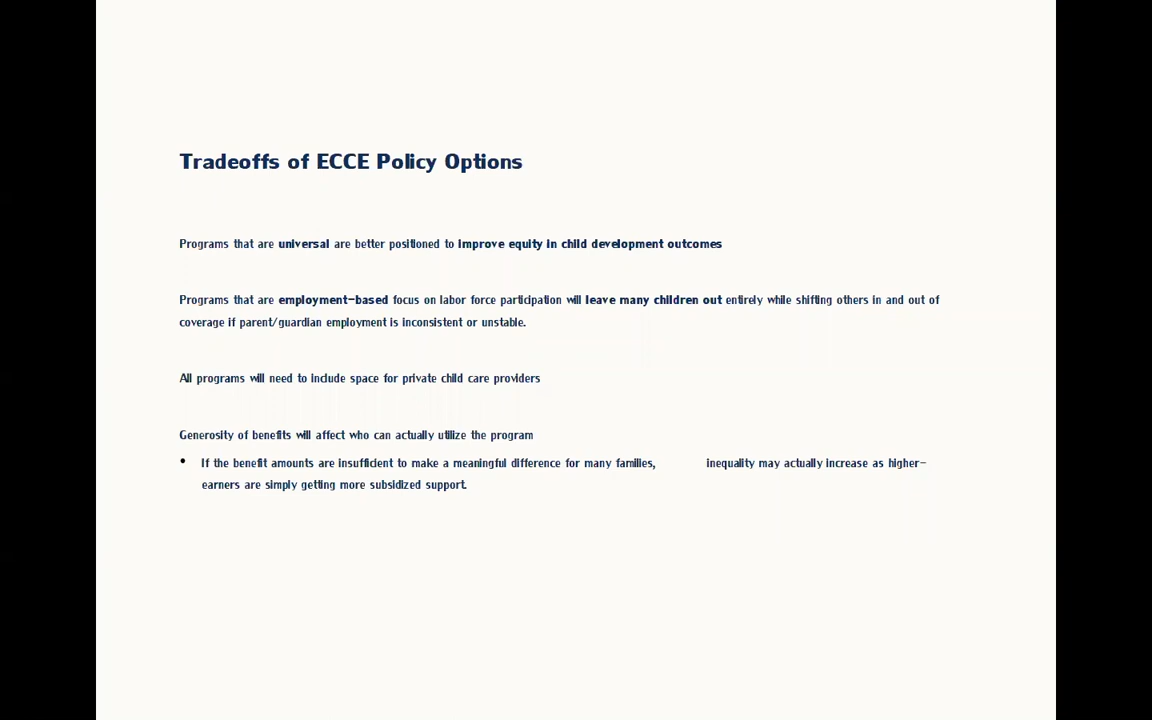 Tradeoffs of ECCE Policy Options
Programs that are universal are better positioned to improve equity in child development outcomes
Programs that are employment-based focus on labor force participation will leave many children out entirely while shifting others in and out of
coverage if parent/guardian employment is inconsistent or unstable.
All programs will need to include space for private child care providers
Generosity of benefits will affect who can actually utilize the program
• If the benefit amounts are insufficient to make a meaningful difference for many families, inequality may actually increase as higher-
earners are simply getting more subsidized support.